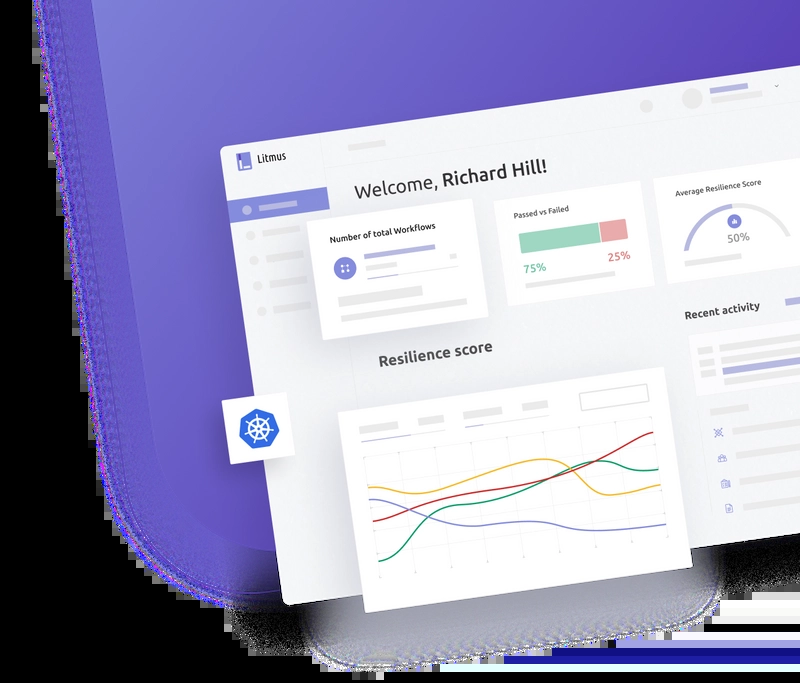 Litmus
Welcome, Richard Hill!
Number of total Workflows
Passed vs Failed
75%
25%
Average Resilience Score
50%
Resilience score
Recent activity